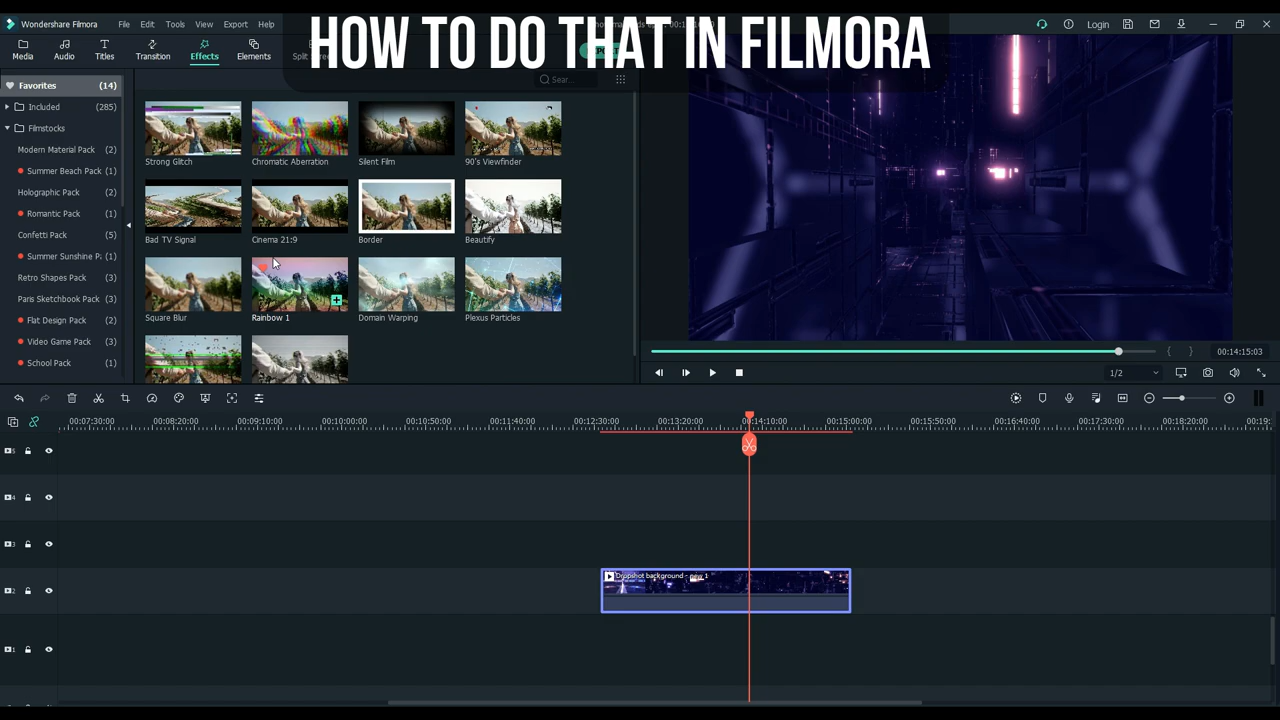 Wondershare Filmora
File Edit Tools View Export Help
Login
HOW TO DO THAT IN FILMORA
Media Audio Titles Transition Effects Elements Split
Favorites (14)
Sear...
Included (285)
Filmstocks
Modern Material Pack (2)
Summer Beach Pack (1)
Holographic Pack (2)
Romantic Pack (1)
Confetti Pack (5)
Summer Sunshine Pa (1)
Retro Shapes Pack (3)
Paris Sketchbook Pack (3)
Flat Design Pack (2)
Video Game Pack (3)
School Pack (1)
Strong Glitch Chromatic Aberration Silent Film 90's Viewfinder
Bad TV Signal Cinema 21:9 Border Beautify
Square Blur Rainbow 1 Domain Warping Plexus Particles
00:14:15:03
1/2
00:07:30:00 00:08:20:00 00:09:10:00 00:10:00:00 00:10:50:00 00:11:40:00 00:12:30:00 00:13:20:00 00:14:10:00 00:15:00:00 00:15:50:00 00:16:40:00 00:17:30:00 00:18:20:00 00:19:
5
4
3
2
Dropshot background - new 1
1